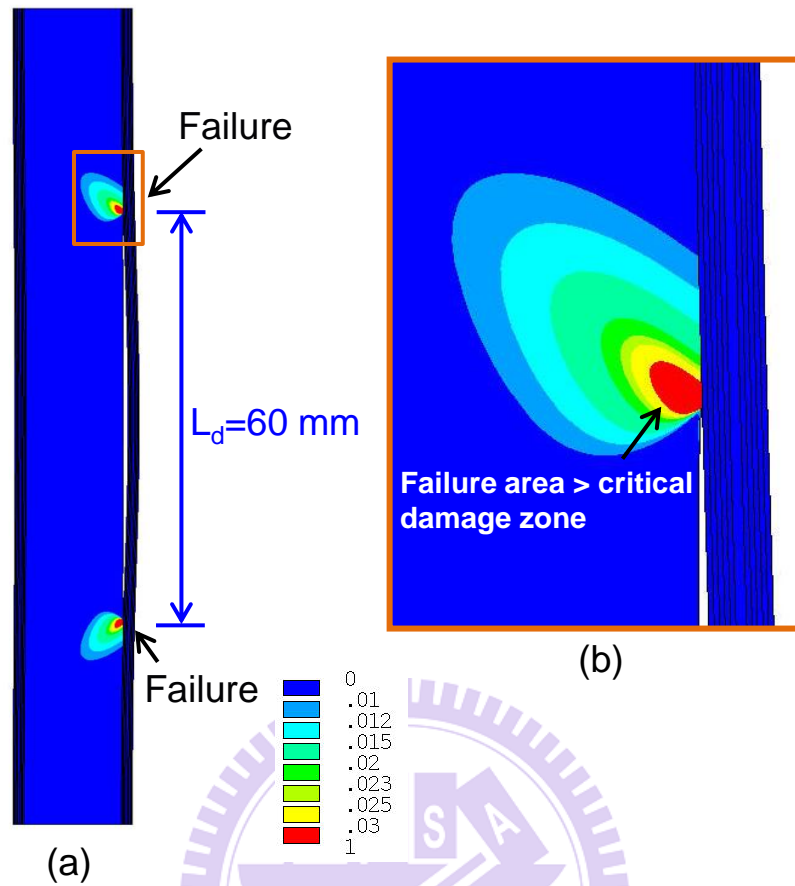 Failure
L_d=60 mm
Failure
Failure area > critical
damage zone
(b)
0
.01
.012
.015
.02
.023
.025
.03
1
S A
(a)